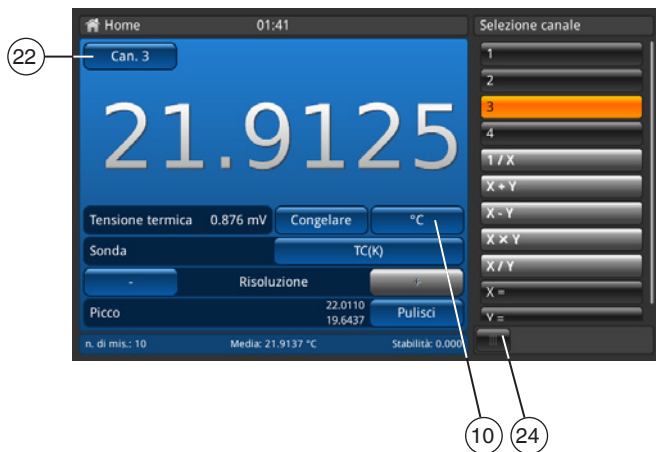 Home 01:41
Selezione canale
22
Can. 3
21.9125
Tensione termica 0.876 mV Congelare °C
Sonda TC(K)
- Risoluzione +
Picco 22.0110 19.6437 Pulisci
n. di mis.: 10 Media: 21.9137 °C Stabilità: 0.000
1
2
3
4
1 / X
X + Y
X - Y
X × Y
X / Y
X =
Y =
10
24